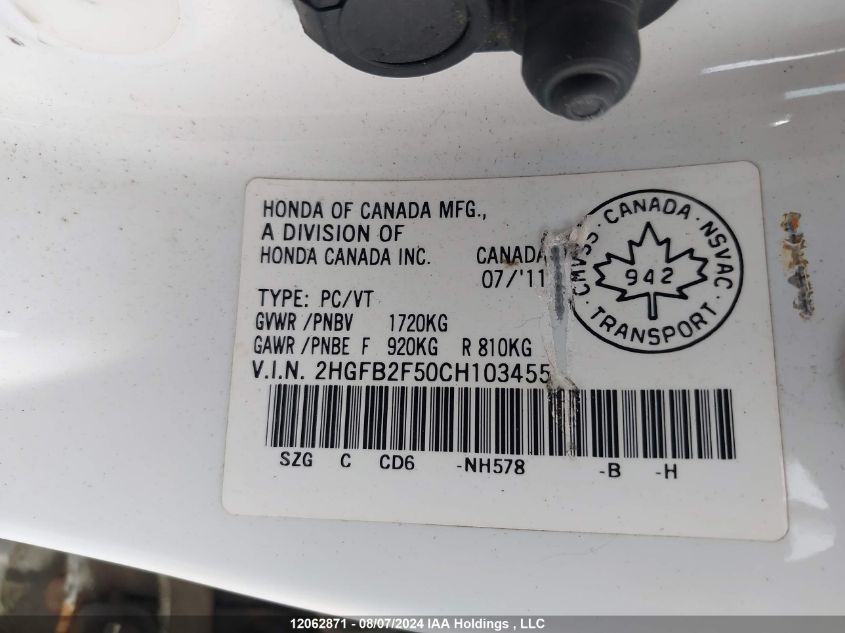 HONDA OF CANADA MFG.,
A DIVISION OF
HONDA CANADA INC. CANADA
07/'11
TYPE: PC/VT
GVWR /PNBV 1720KG
GAWR /PNBE F 920KG R 810KG
V.I.N. 2HGFB2F50CH103455
SZG C CD6 -NH578 -B -H
CMVSS · CANADA · NSVAC
942
· TRANSPORT ·
12062871 - 08/07/2024 IAA Holdings , LLC